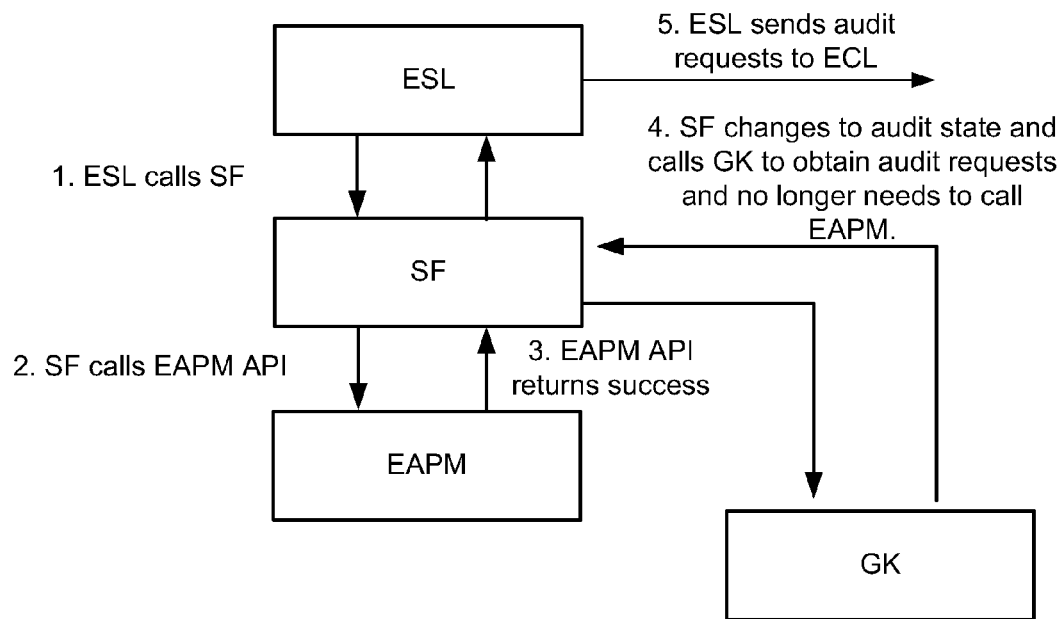 5. ESL sends audit
requests to ECL
ESL
4. SF changes to audit state and
calls GK to obtain audit requests
and no longer needs to call
EAPM.
1. ESL calls SF
SF
2. SF calls EAPM API
3. EAPM API
returns success
EAPM
GK